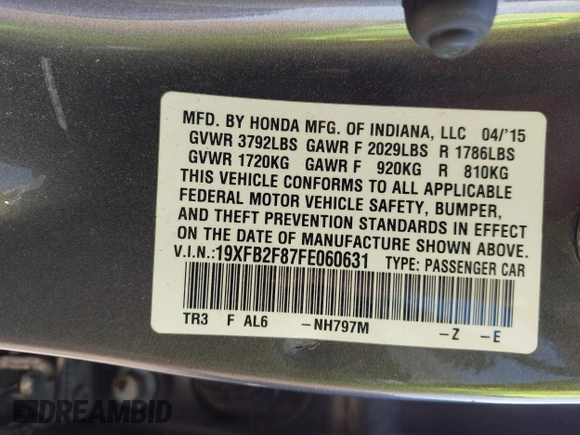 MFD. BY HONDA MFG. OF INDIANA, LLC 04/'15
GVWR 3792LBS GAWR F 2029LBS R 1786LBS
GVWR 1720KG GAWR F 920KG R 810KG
THIS VEHICLE CONFORMS TO ALL APPLICABLE
FEDERAL MOTOR VEHICLE SAFETY, BUMPER,
AND THEFT PREVENTION STANDARDS IN EFFECT
ON THE DATE OF MANUFACTURE SHOWN ABOVE.
V.I.N.:19XFB2F87FE060631 TYPE: PASSENGER CAR
TR3 F AL6 -NH797M -Z -E
DREAMBID